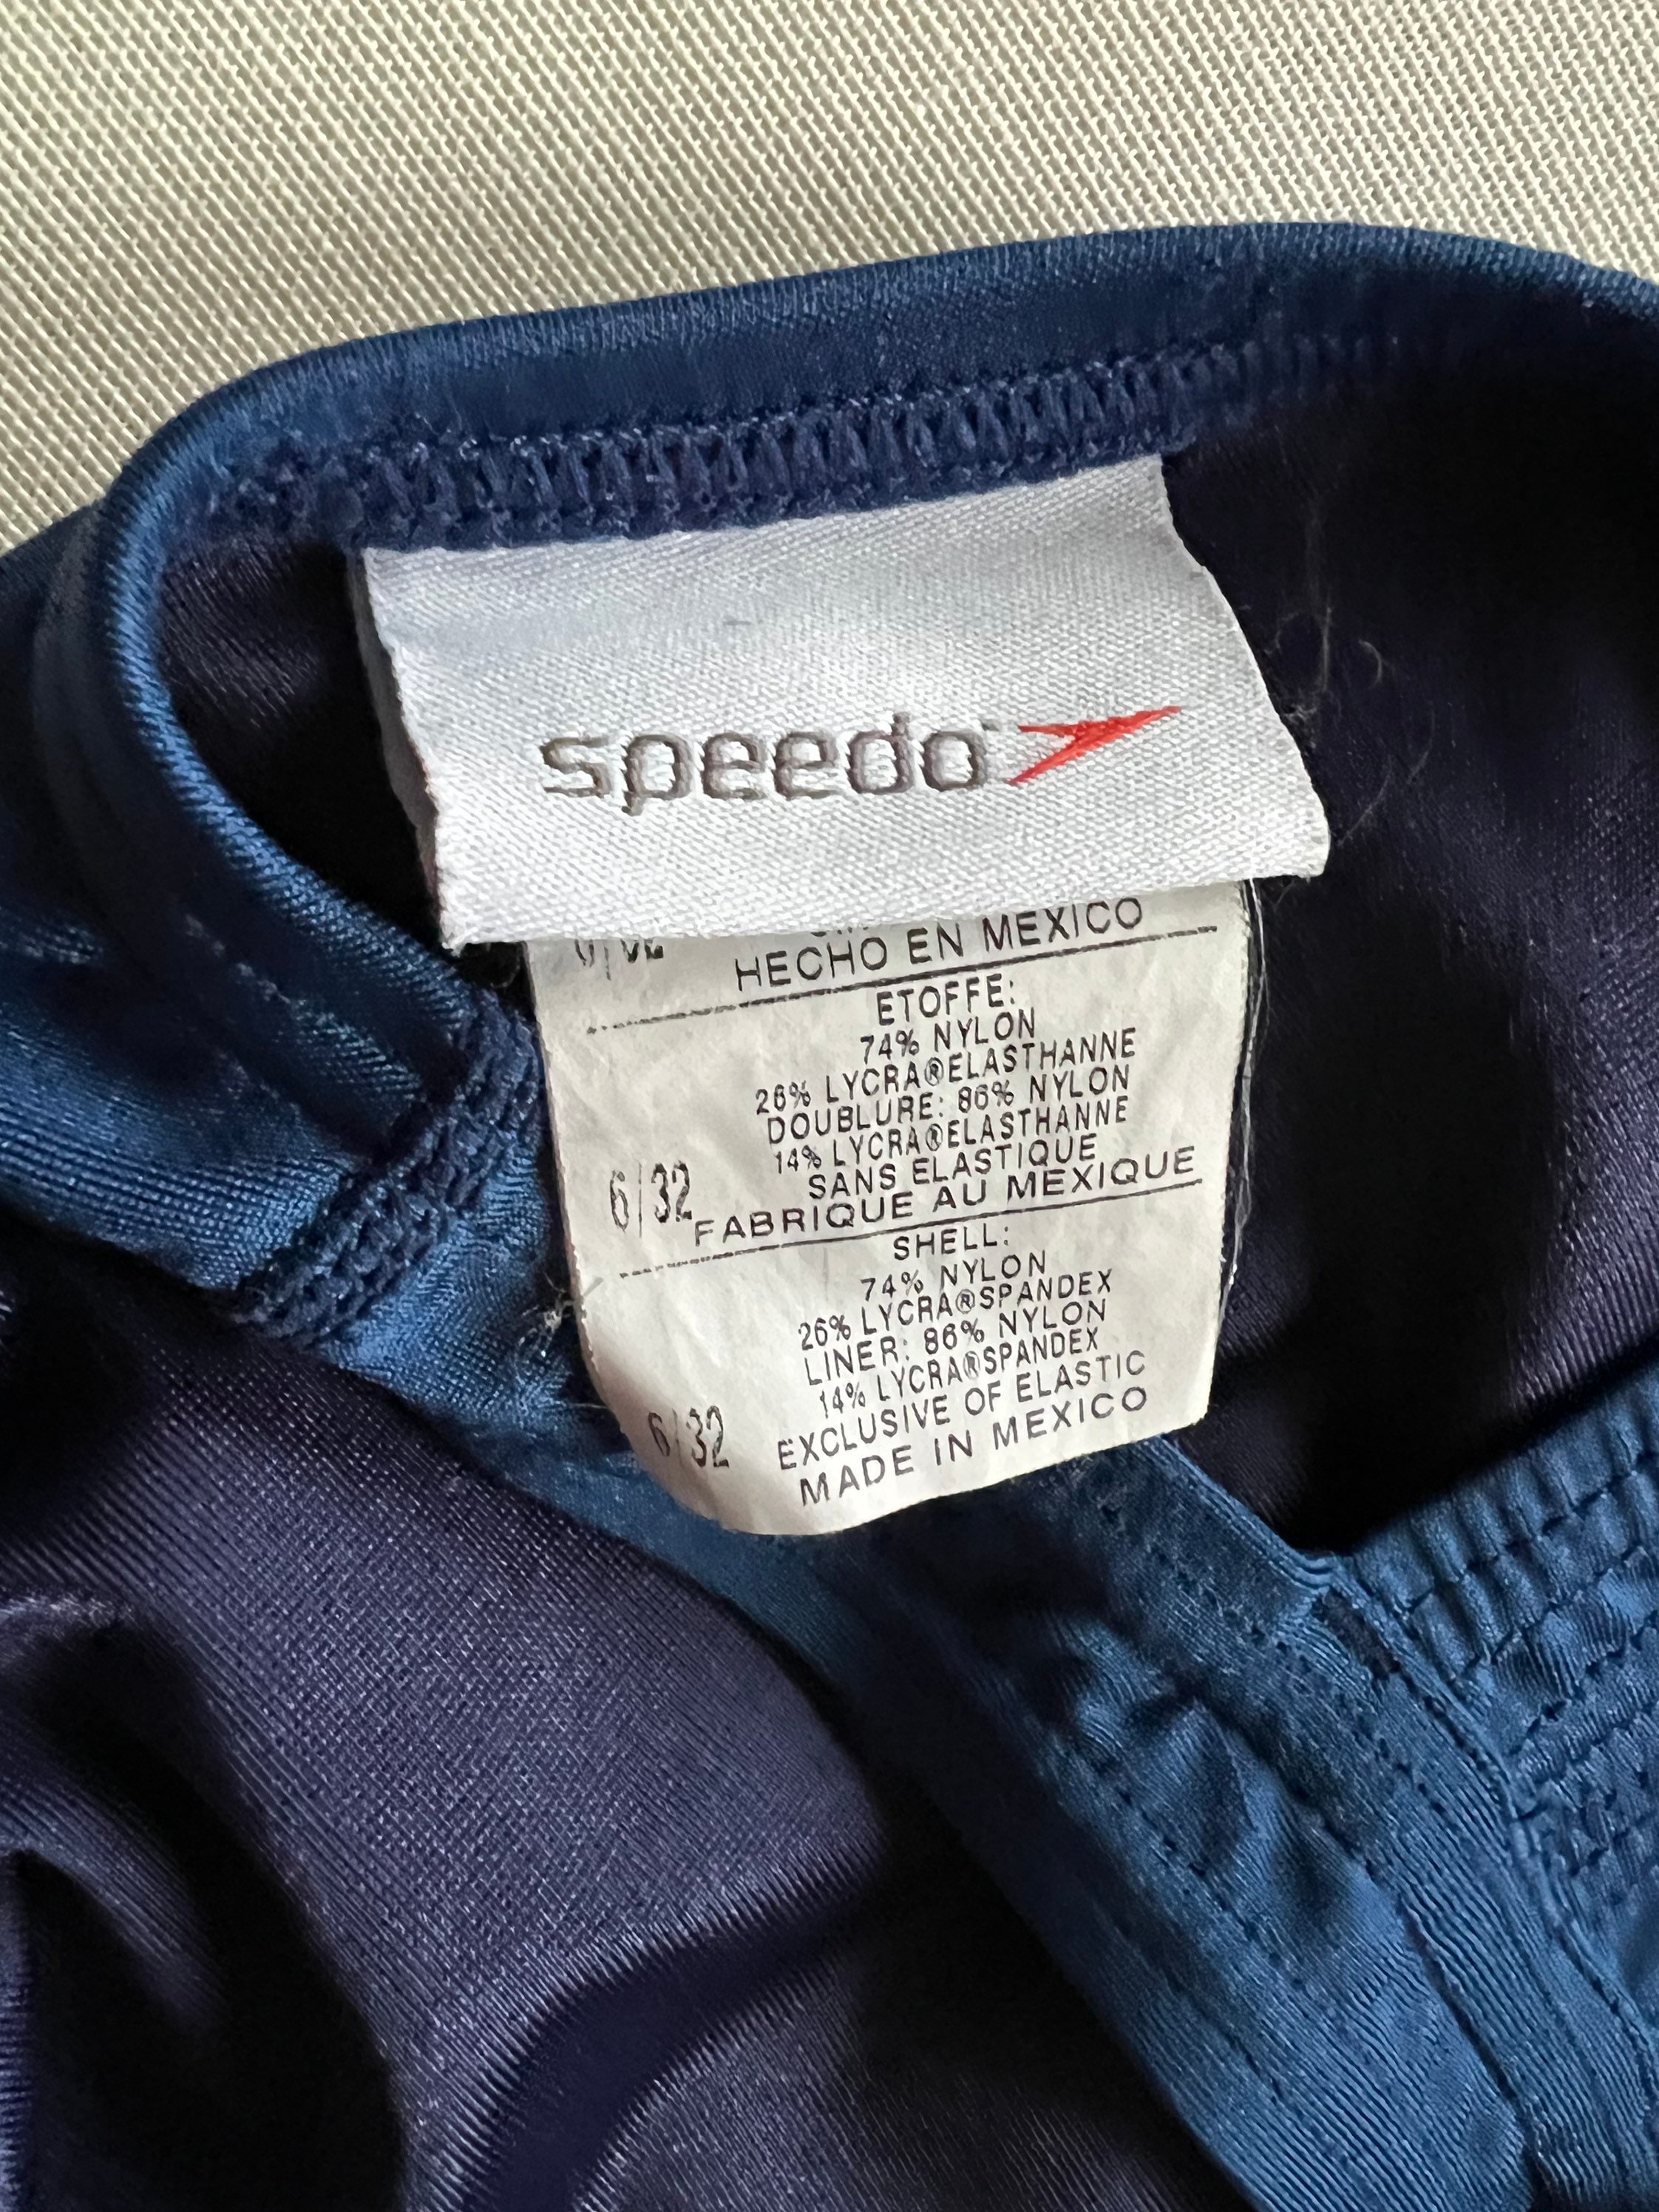 speedo
HECHO EN MEXICO
ETOFFE:
74% NYLON
26% LYCRA®ELASTHANNE
DOUBLURE: 86% NYLON
14% LYCRA®ELASTHANNE
SANS ELASTIQUE
6/32 FABRIQUE AU MEXIQUE
SHELL:
74% NYLON
26% LYCRA®SPANDEX
LINER: 86% NYLON
14% LYCRA®SPANDEX
EXCLUSIVE OF ELASTIC
6/32 MADE IN MEXICO